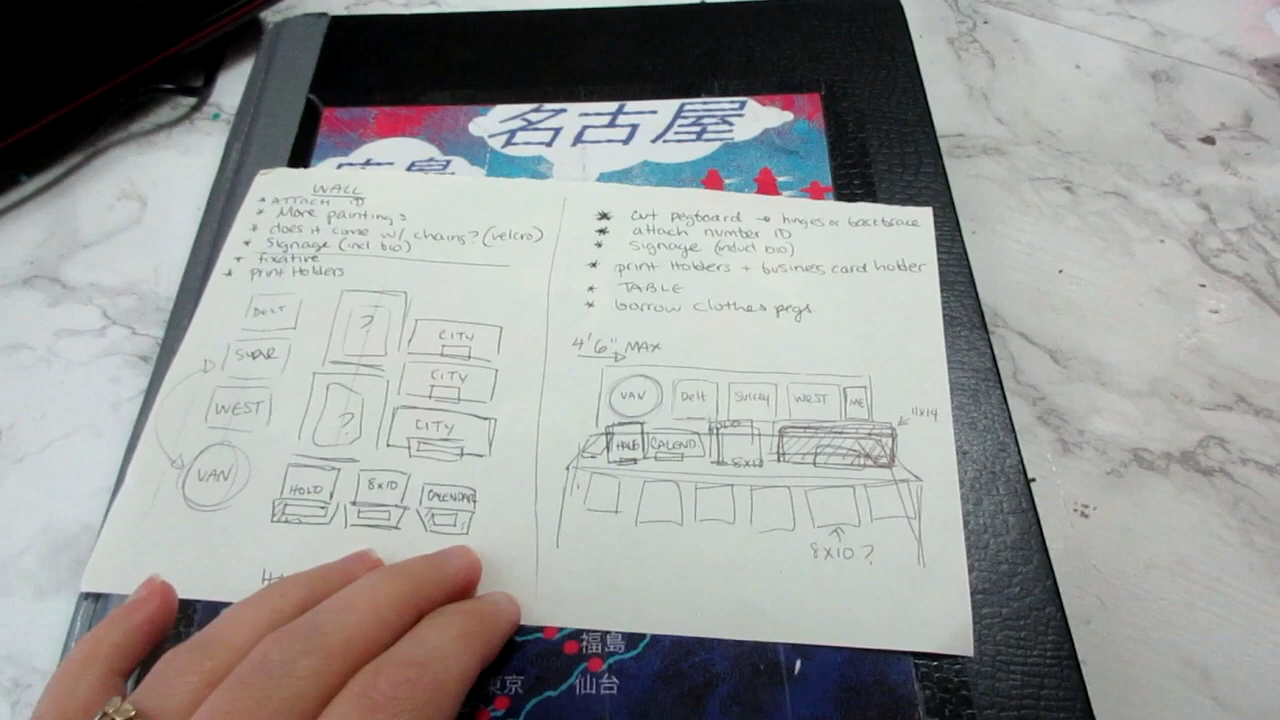 名古屋
広島
WALL
* ATTACH ID
* More paintings
* does it come w/ chains? (velcro)
* Signage (incl bio)
* fixative
* print Holders
DELT
?
CITY
CITY
CITY
WEST
?
VAN
HOLD
8x10
CALENDAR
* cut pegboard → hinges or backbrace
* attach number ID
* Signage (includ bio)
* print Holders + business card holder
* TABLE
* borrow clothes pegs
4'6" MAX
VAN
Delt
Surrey
WEST
ME
11x14
HOLD
CALEND
8x10
8X10?
福島
東京
仙台